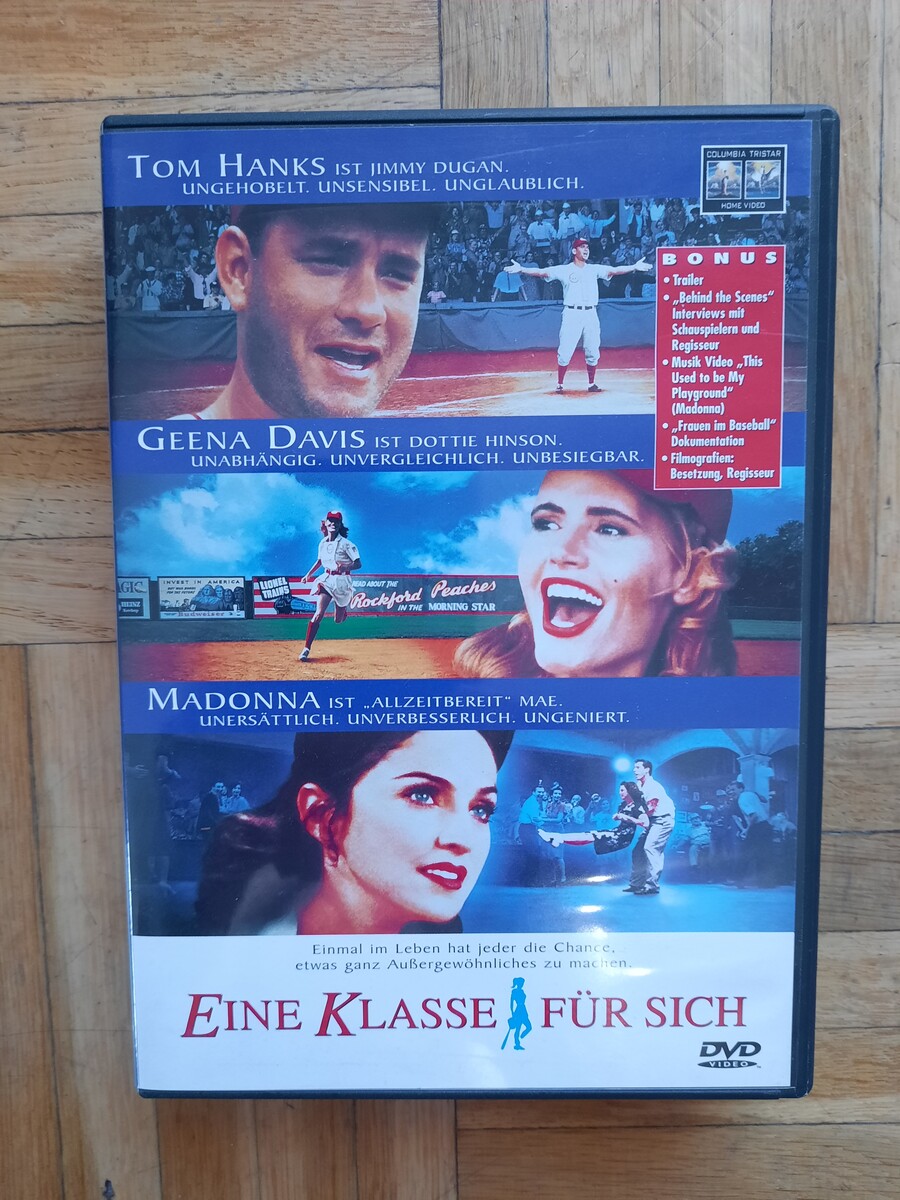 TOM HANKS IST JIMMY DUGAN.
UNGEHOBELT. UNSENSIBEL. UNGLAUBLICH.
COLUMBIA TRISTAR
HOME VIDEO
BONUS
• Trailer
• „Behind the Scenes“
Interviews mit
Schauspielern und
Regisseur
• Musik Video „This
Used to be My
Playground“
(Madonna)
• „Frauen im Baseball“
Dokumentation
• Filmografien:
Besetzung, Regisseur
GEENA DAVIS IST DOTTIE HINSON.
UNABHÄNGIG. UNVERGLEICHLICH. UNBESIEGBAR.
HEINZ
INVEST IN AMERICA
Budweiser
LIONEL
TRAINS
READ ABOUT THE
Rockford Peaches
IN THE MORNING STAR
MADONNA IST „ALLZEITBEREIT“ MAE.
UNERSÄTTLICH. UNVERBESSERLICH. UNGENIERT.
Einmal im Leben hat jeder die Chance,
etwas ganz Außergewöhnliches zu machen.
EINE KLASSE FÜR SICH
DVD
VIDEO